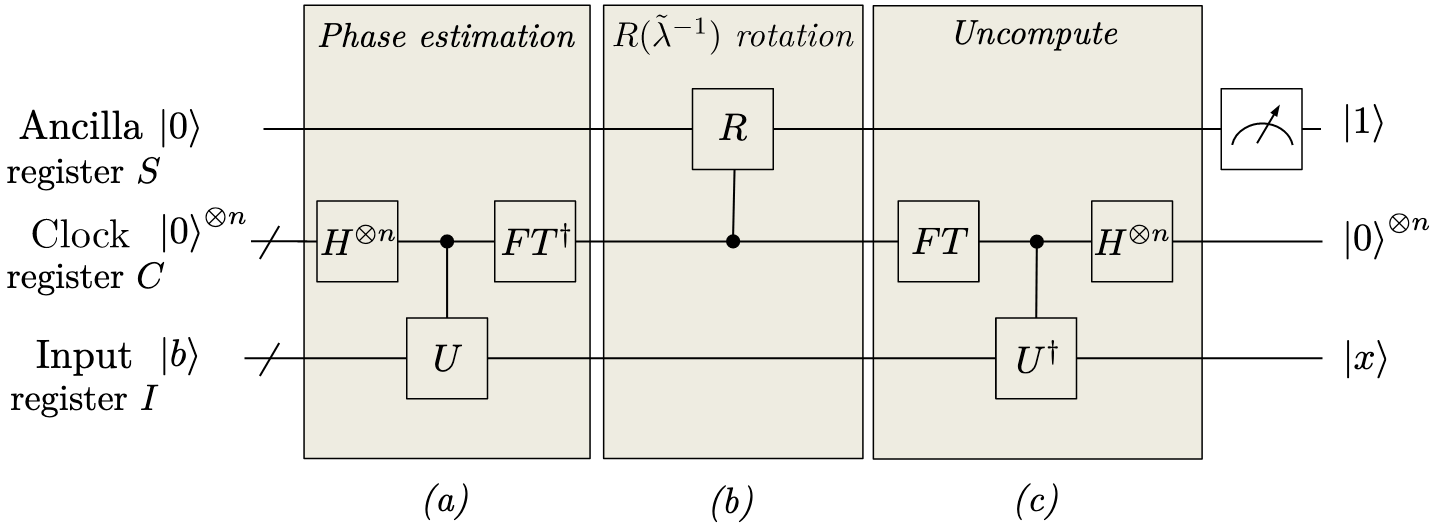 Phase estimation
R(λ̃⁻¹) rotation
Uncompute
Ancilla |0⟩
register S
R
|1⟩
Clock |0⟩⊗n
register C
H⊗n
FT†
FT
H⊗n
|0⟩⊗n
Input |b⟩
register I
U
U†
|x⟩
(a)
(b)
(c)